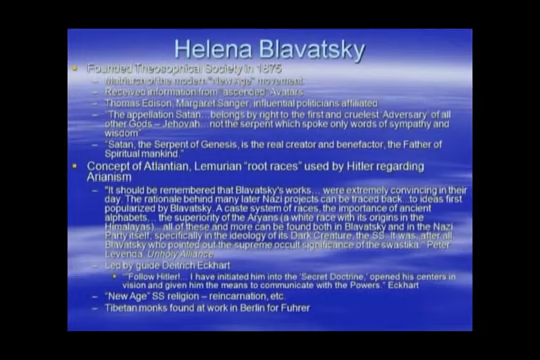 Helena Blavatsky
Founded Theosophical Society in 1875
– Matriarch of the modern "New Age" movement
– Received information from "ascended" Avatars
– Thomas Edison, Margaret Sanger, influential politicians affiliated
– "The appellation Satan... belongs by right to the first and cruelest 'Adversary' of all
other Gods – Jehovah... not the serpent which spoke only words of sympathy and
wisdom"
– "Satan, the Serpent of Genesis, is the real creator and benefactor, the Father of
Spiritual mankind."
Concept of Atlantian, Lemurian "root races" used by Hitler regarding
Arianism
– "It should be remembered that Blavatsky's works... were extremely convincing in their
day. The rationale behind many later Nazi projects can be traced back...to ideas first
popularized by Blavatsky. A caste system of races, the importance of ancient
alphabets... the superiority of the Aryans (a white race with its origins in the
Himalayas)... all of these and more can be found both in Blavatsky and in the Nazi
Party itself, specifically in the ideology of its Dark Creature, the SS. It was, after all,
Blavatsky who pointed out the supreme occult significance of the swastika." Peter
Levenda, Unholy Alliance
– Led by guide Deitrich Eckhart
"'Follow Hitler!... I have initiated him into the 'Secret Doctrine,' opened his centers in
vision and given him the means to communicate with the Powers." Eckhart
– "New Age" SS religion – reincarnation, etc.
– Tibetan monks found at work in Berlin for Fuhrer